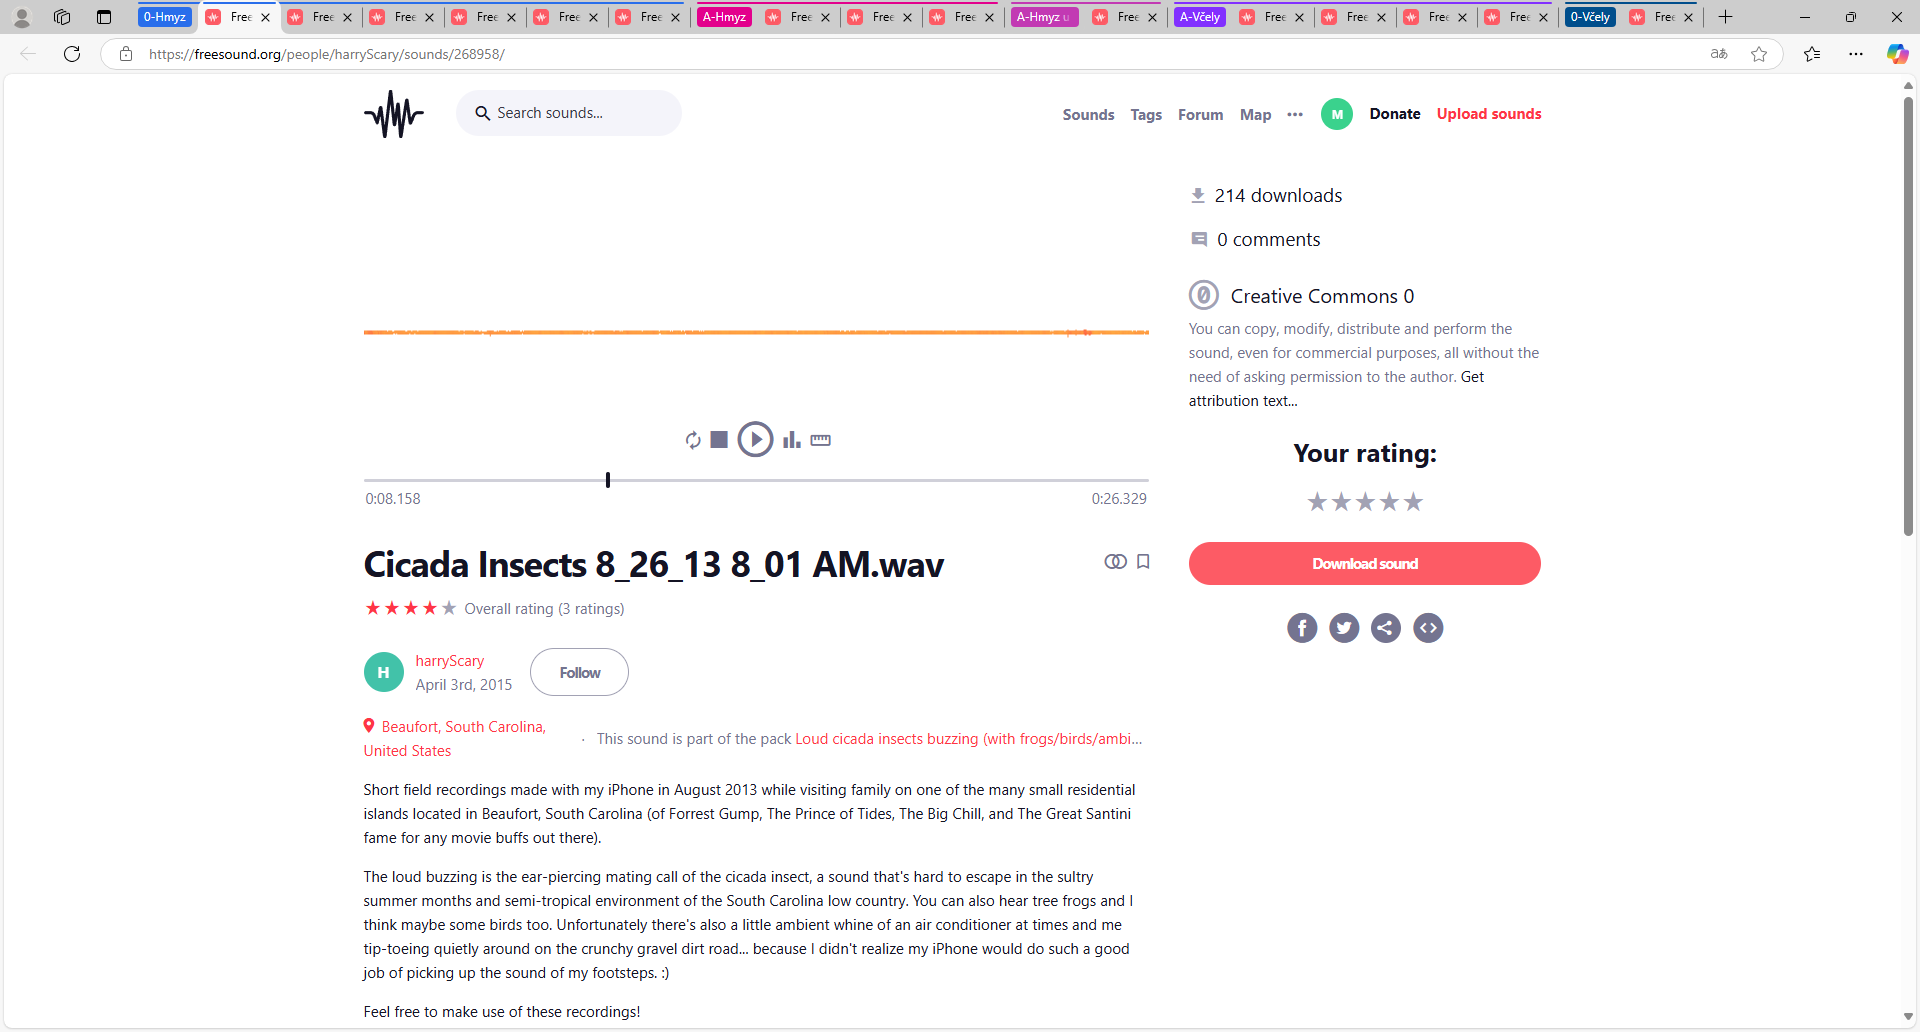 0-Hmyz
Free
Free
Free
Free
Free
Free
A-Hmyz
Free
Free
Free
A-Hmyz u
Free
A-Včely
Free
Free
Free
Free
0-Včely
Free
https://freesound.org/people/harryScary/sounds/268958/
Search sounds...
Sounds
Tags
Forum
Map
M
Donate
Upload sounds
214 downloads
0 comments
Creative Commons 0
You can copy, modify, distribute and perform the
sound, even for commercial purposes, all without the
need of asking permission to the author. Get
attribution text...
0:08.158
0:26.329
Your rating:
Download sound
Cicada Insects 8_26_13 8_01 AM.wav
Overall rating (3 ratings)
H
harryScary
April 3rd, 2015
Follow
Beaufort, South Carolina,
United States
· This sound is part of the pack Loud cicada insects buzzing (with frogs/birds/ambi...
Short field recordings made with my iPhone in August 2013 while visiting family on one of the many small residential
islands located in Beaufort, South Carolina (of Forrest Gump, The Prince of Tides, The Big Chill, and The Great Santini
fame for any movie buffs out there).
The loud buzzing is the ear-piercing mating call of the cicada insect, a sound that's hard to escape in the sultry
summer months and semi-tropical environment of the South Carolina low country. You can also hear tree frogs and I
think maybe some birds too. Unfortunately there's also a little ambient whine of an air conditioner at times and me
tip-toeing quietly around on the crunchy gravel dirt road... because I didn't realize my iPhone would do such a good
job of picking up the sound of my footsteps. :)
Feel free to make use of these recordings!